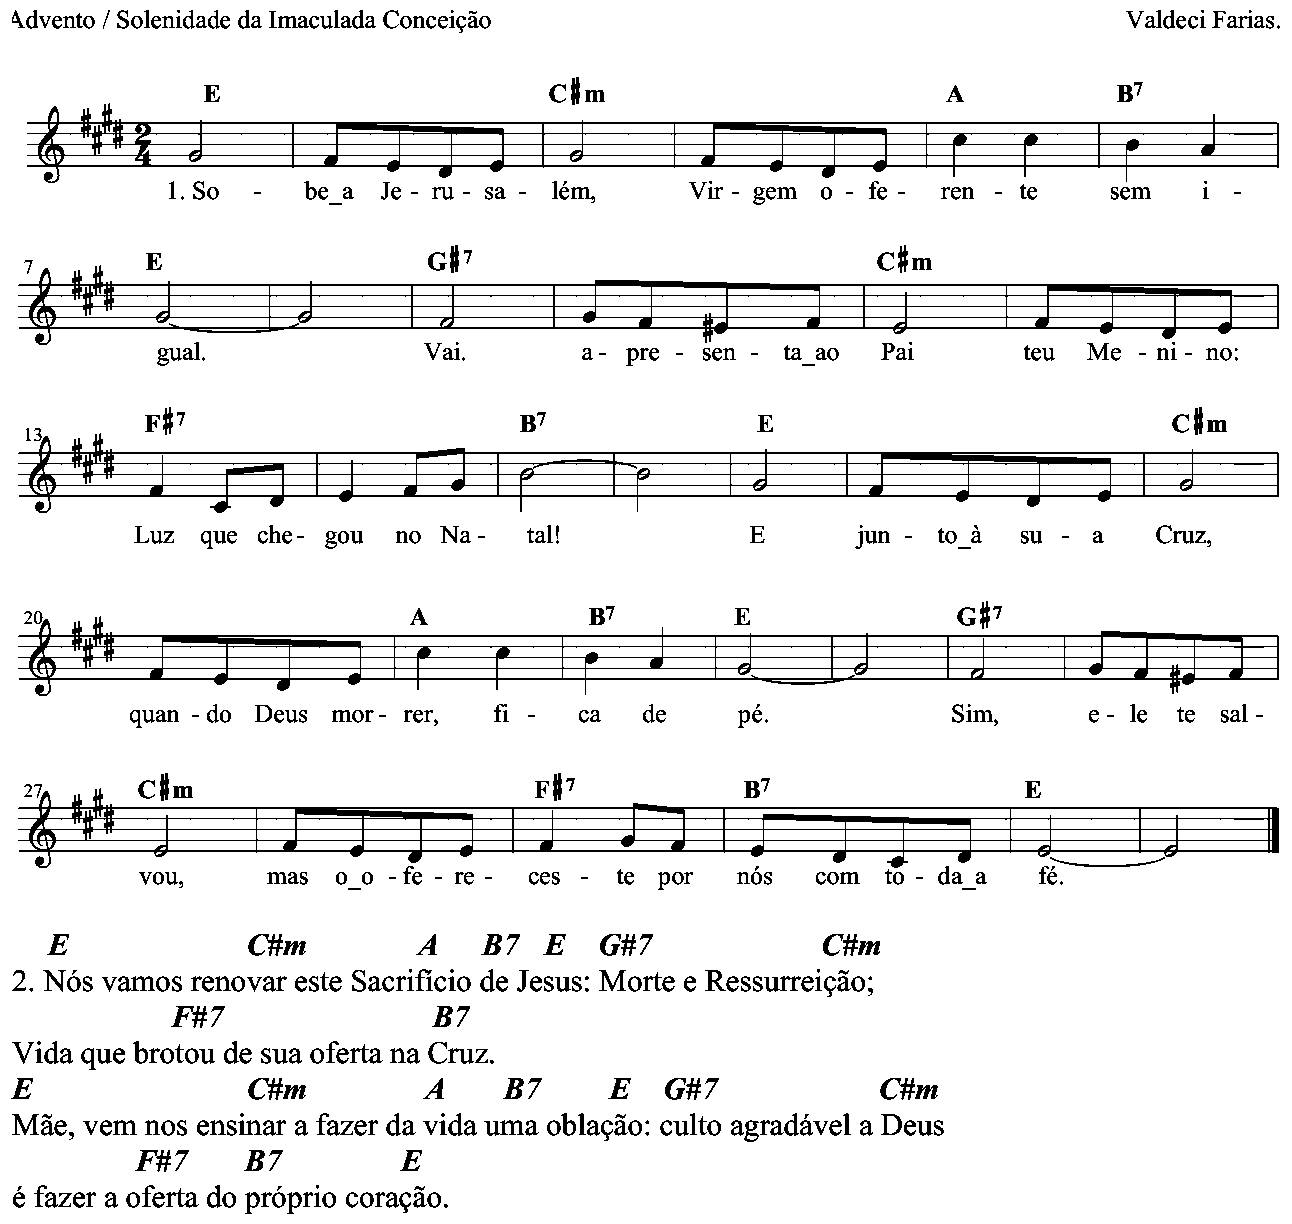 Advento / Solenidade da Imaculada Conceição Valdeci Farias.
E C#m A B7
2/4
1. So - be_a Je - ru - sa - lém, Vir - gem o - fe - ren - te sem i -
7 E G#7 C#m
gual. Vai. a - pre - sen - ta_ao Pai teu Me - ni - no:
13 F#7 B7 E C#m
Luz que che - gou no Na - tal! E jun - to_à su - a Cruz,
20 A B7 E G#7
quan - do Deus mor - rer, fi - ca de pé. Sim, e - le te sal -
27 C#m F#7 B7 E
vou, mas o_o - fe - re - ces - te por nós com to - da_a fé.
E C#m A B7 E G#7 C#m
2. Nós vamos renovar este Sacrifício de Jesus: Morte e Ressurreição;
F#7 B7
Vida que brotou de sua oferta na Cruz.
E C#m A B7 E G#7 C#m
Mãe, vem nos ensinar a fazer da vida uma oblação: culto agradável a Deus
F#7 B7 E
é fazer a oferta do próprio coração.